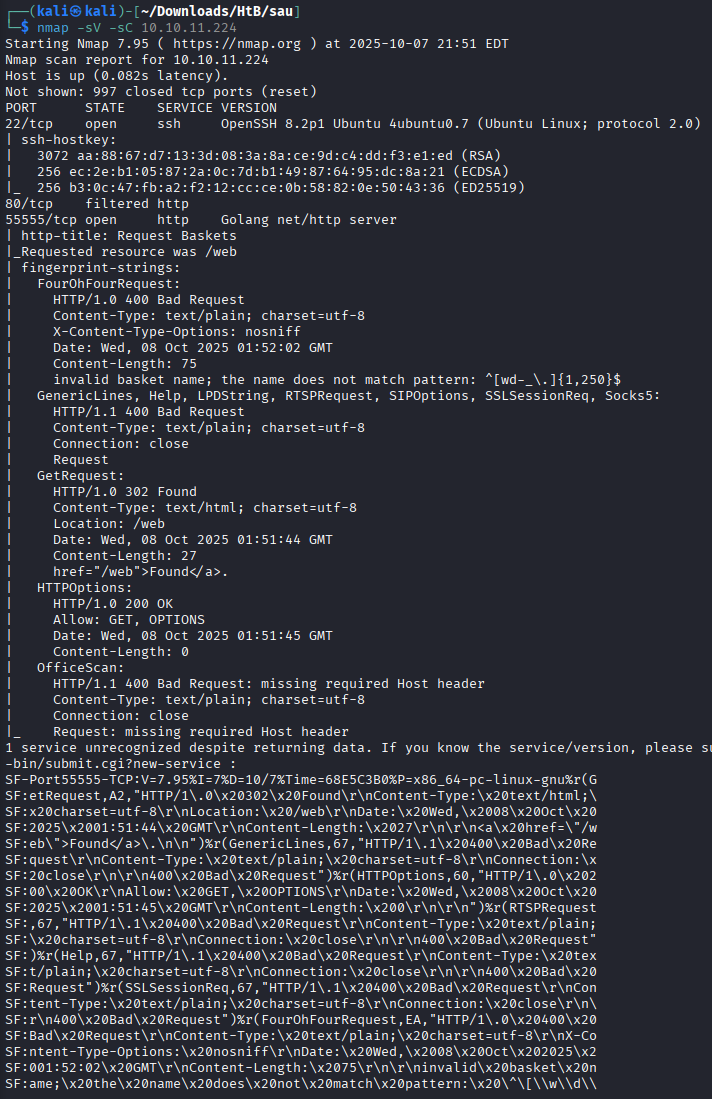 ┌──(kali㉿kali)-[~/Downloads/HtB/sau]
└─$ nmap -sV -sC 10.10.11.224
Starting Nmap 7.95 ( https://nmap.org ) at 2025-10-07 21:51 EDT
Nmap scan report for 10.10.11.224
Host is up (0.082s latency).
Not shown: 997 closed tcp ports (reset)
PORT      STATE    SERVICE VERSION
22/tcp    open     ssh     OpenSSH 8.2p1 Ubuntu 4ubuntu0.7 (Ubuntu Linux; protocol 2.0)
| ssh-hostkey:
|   3072 aa:88:67:d7:13:3d:08:3a:8a:ce:9d:c4:dd:f3:e1:ed (RSA)
|   256 ec:2e:b1:05:87:2a:0c:7d:b1:49:87:64:95:dc:8a:21 (ECDSA)
|_  256 b3:0c:47:fb:a2:f2:12:cc:ce:0b:58:82:0e:50:43:36 (ED25519)
80/tcp    filtered http
55555/tcp open     http    Golang net/http server
| http-title: Request Baskets
|_Requested resource was /web
| fingerprint-strings:
|   FourOhFourRequest:
|     HTTP/1.0 400 Bad Request
|     Content-Type: text/plain; charset=utf-8
|     X-Content-Type-Options: nosniff
|     Date: Wed, 08 Oct 2025 01:52:02 GMT
|     Content-Length: 75
|     invalid basket name; the name does not match pattern: ^[wd-_\.]{1,250}$
|   GenericLines, Help, LPDString, RTSPRequest, SIPOptions, SSLSessionReq, Socks5:
|     HTTP/1.1 400 Bad Request
|     Content-Type: text/plain; charset=utf-8
|     Connection: close
|     Request
|   GetRequest:
|     HTTP/1.0 302 Found
|     Content-Type: text/html; charset=utf-8
|     Location: /web
|     Date: Wed, 08 Oct 2025 01:51:44 GMT
|     Content-Length: 27
|     href="/web">Found</a>.
|   HTTPOptions:
|     HTTP/1.0 200 OK
|     Allow: GET, OPTIONS
|     Date: Wed, 08 Oct 2025 01:51:45 GMT
|     Content-Length: 0
|   OfficeScan:
|     HTTP/1.1 400 Bad Request: missing required Host header
|     Content-Type: text/plain; charset=utf-8
|     Connection: close
|_    Request: missing required Host header
1 service unrecognized despite returning data. If you know the service/version, please su
-bin/submit.cgi?new-service :
SF-Port55555-TCP:V=7.95%I=7%D=10/7%Time=68E5C3B0%P=x86_64-pc-linux-gnu%r(G
SF:etRequest,A2,"HTTP/1\.0\x20302\x20Found\r\nContent-Type:\x20text/html;\
SF:x20charset=utf-8\r\nLocation:\x20/web\r\nDate:\x20Wed,\x2008\x20Oct\x20
SF:2025\x2001:51:44\x20GMT\r\nContent-Length:\x2027\r\n\r\n<a\x20href=\"/w
SF:eb\">Found</a>\.\n\n")%r(GenericLines,67,"HTTP/1\.1\x20400\x20Bad\x20Re
SF:quest\r\nContent-Type:\x20text/plain;\x20charset=utf-8\r\nConnection:\x
SF:20close\r\n\r\n400\x20Bad\x20Request")%r(HTTPOptions,60,"HTTP/1\.0\x202
SF:00\x20OK\r\nAllow:\x20GET,\x20OPTIONS\r\nDate:\x20Wed,\x2008\x20Oct\x20
SF:2025\x2001:51:45\x20GMT\r\nContent-Length:\x200\r\n\r\n")%r(RTSPRequest
SF:,67,"HTTP/1\.1\x20400\x20Bad\x20Request\r\nContent-Type:\x20text/plain;
SF:\x20charset=utf-8\r\nConnection:\x20close\r\n\r\n400\x20Bad\x20Request"
SF:)%r(Help,67,"HTTP/1\.1\x20400\x20Bad\x20Request\r\nContent-Type:\x20tex
SF:t/plain;\x20charset=utf-8\r\nConnection:\x20close\r\n\r\n400\x20Bad\x20
SF:Request")%r(SSLSessionReq,67,"HTTP/1\.1\x20400\x20Bad\x20Request\r\nCon
SF:tent-Type:\x20text/plain;\x20charset=utf-8\r\nConnection:\x20close\r\n\
SF:r\n400\x20Bad\x20Request")%r(FourOhFourRequest,EA,"HTTP/1\.0\x20400\x20
SF:Bad\x20Request\r\nContent-Type:\x20text/plain;\x20charset=utf-8\r\nX-Co
SF:ntent-Type-Options:\x20nosniff\r\nDate:\x20Wed,\x2008\x20Oct\x202025\x2
SF:001:52:02\x20GMT\r\nContent-Length:\x2075\r\n\r\ninvalid\x20basket\x20n
SF:ame;\x20the\x20name\x20does\x20not\x20match\x20pattern:\x20\^\[\\w\\d\\